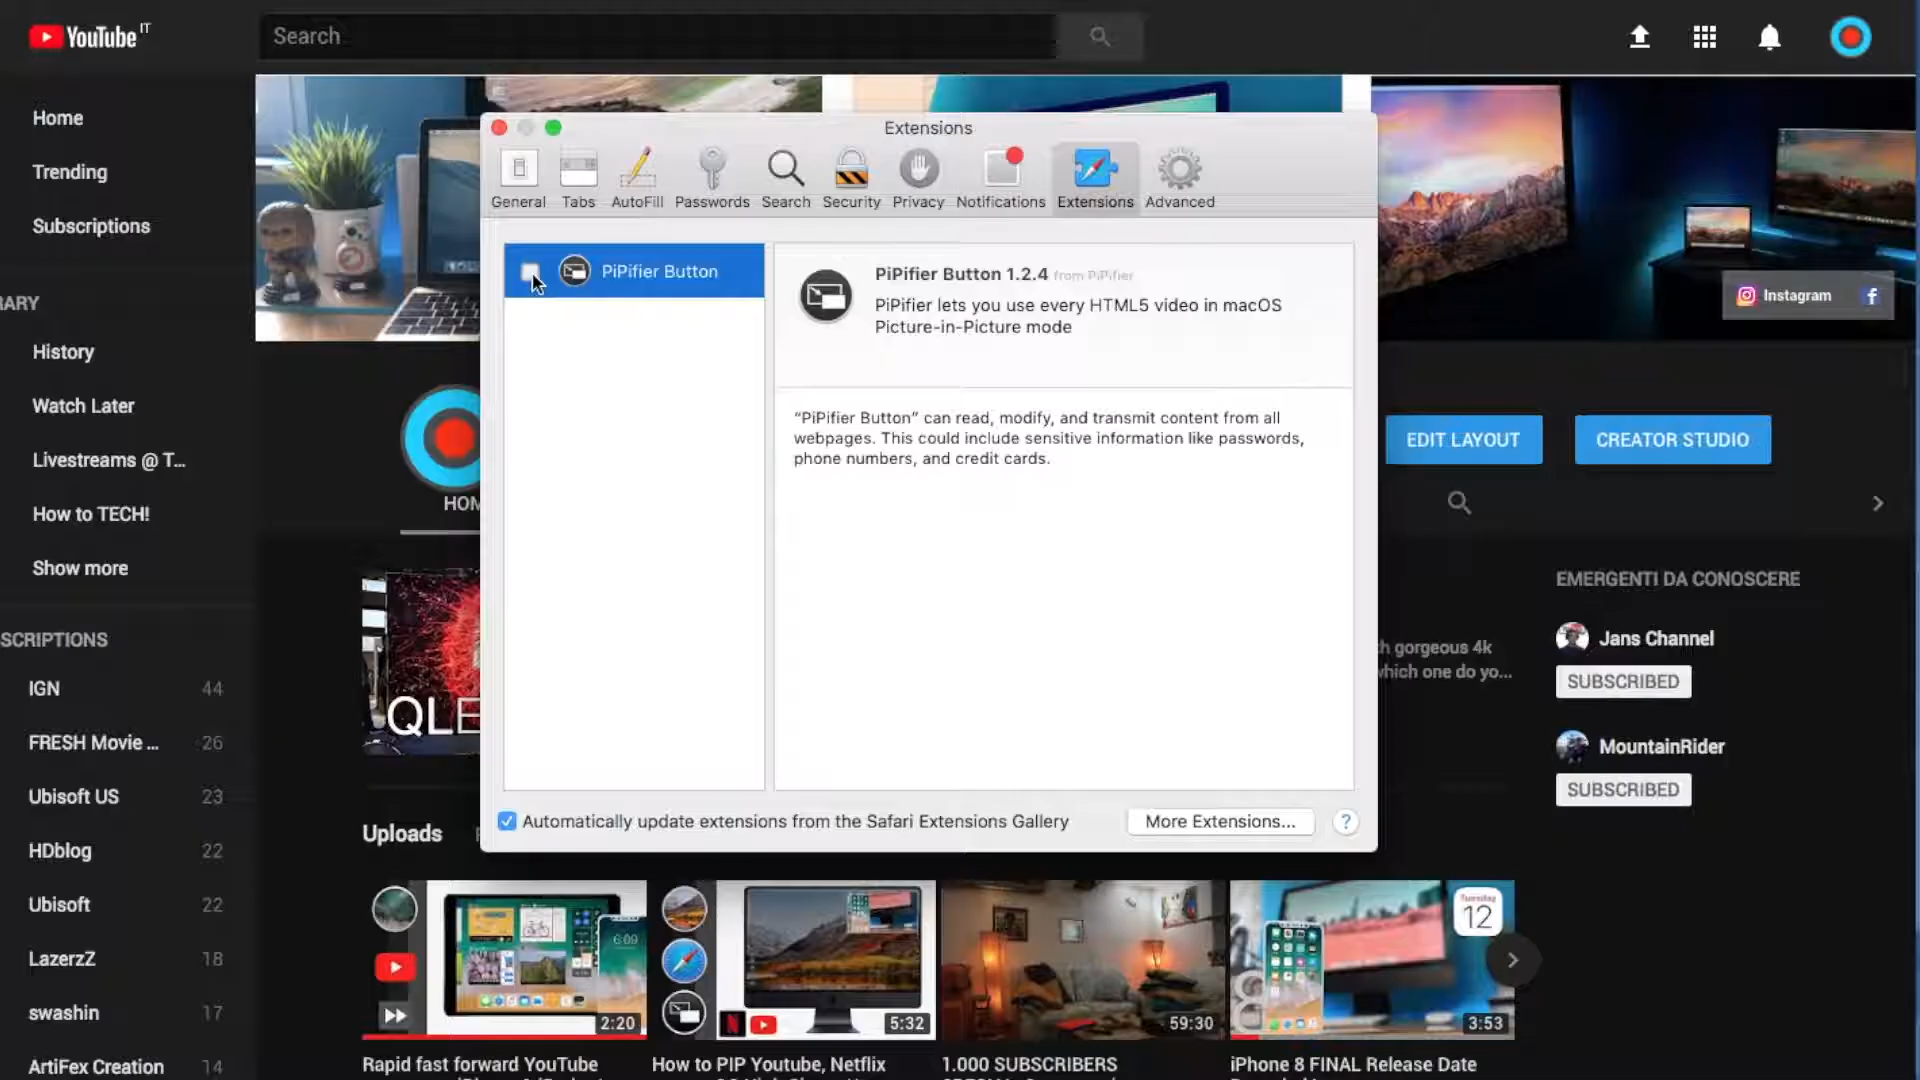 YouTube IT
Search
Home
Trending
Subscriptions
RARY
History
Watch Later
Livestreams @ T...
How to TECH!
Show more
SCRIPTIONS
IGN 44
FRESH Movie ... 26
Ubisoft US 23
HDblog 22
Ubisoft 22
LazerzZ 18
swashin 17
ArtiFex Creation 14
Extensions
General Tabs AutoFill Passwords Search Security Privacy Notifications Extensions Advanced
PiPifier Button
PiPifier Button 1.2.4 from PiPifier
PiPifier lets you use every HTML5 video in macOS
Picture-in-Picture mode
“PiPifier Button” can read, modify, and transmit content from all
webpages. This could include sensitive information like passwords,
phone numbers, and credit cards.
Automatically update extensions from the Safari Extensions Gallery
More Extensions...
?
Instagram
EDIT LAYOUT
CREATOR STUDIO
HOM
QLE
h gorgeous 4k
which one do yo...
EMERGENTI DA CONOSCERE
Jans Channel
SUBSCRIBED
MountainRider
SUBSCRIBED
Uploads
6:09
Tuesday
12
2:20
5:32
59:30
3:53
Rapid fast forward YouTube
How to PIP Youtube, Netflix
1.000 SUBSCRIBERS
iPhone 8 FINAL Release Date